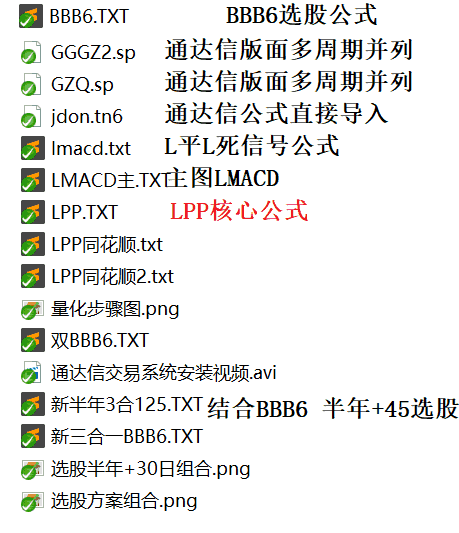 BBB6.TXT BBB6选股公式
GGGZ2.sp 通达信版面多周期并列
GZQ.sp 通达信版面多周期并列
jdon.tn6 通达信公式直接导入
lmacd.txt L平L死信号公式
LMACD主.TXT 主图LMACD
LPP.TXT LPP核心公式
LPP同花顺.txt
LPP同花顺2.txt
量化步骤图.png
双BBB6.TXT
通达信交易系统安装视频.avi
新半年3合125.TXT 结合BBB6 半年+45选股
新三合一BBB6.TXT
选股半年+30日组合.png
选股方案组合.png